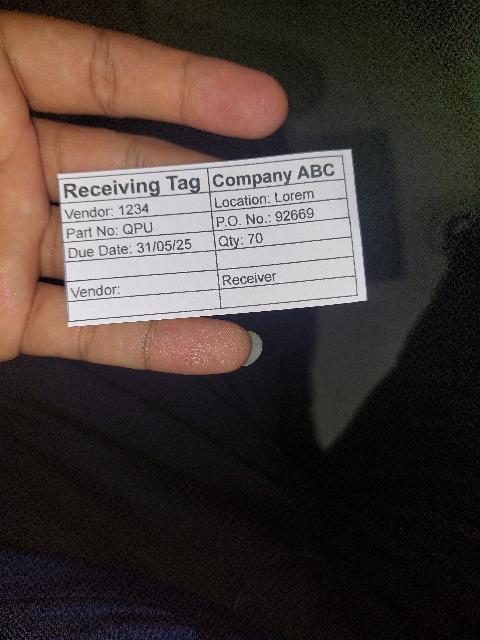 Receiving Tag Company ABC
Vendor: 1234 Location: Lorem
Part No: QPU P.O. No.: 92669
Due Date: 31/05/25 Qty: 70
Vendor: Receiver